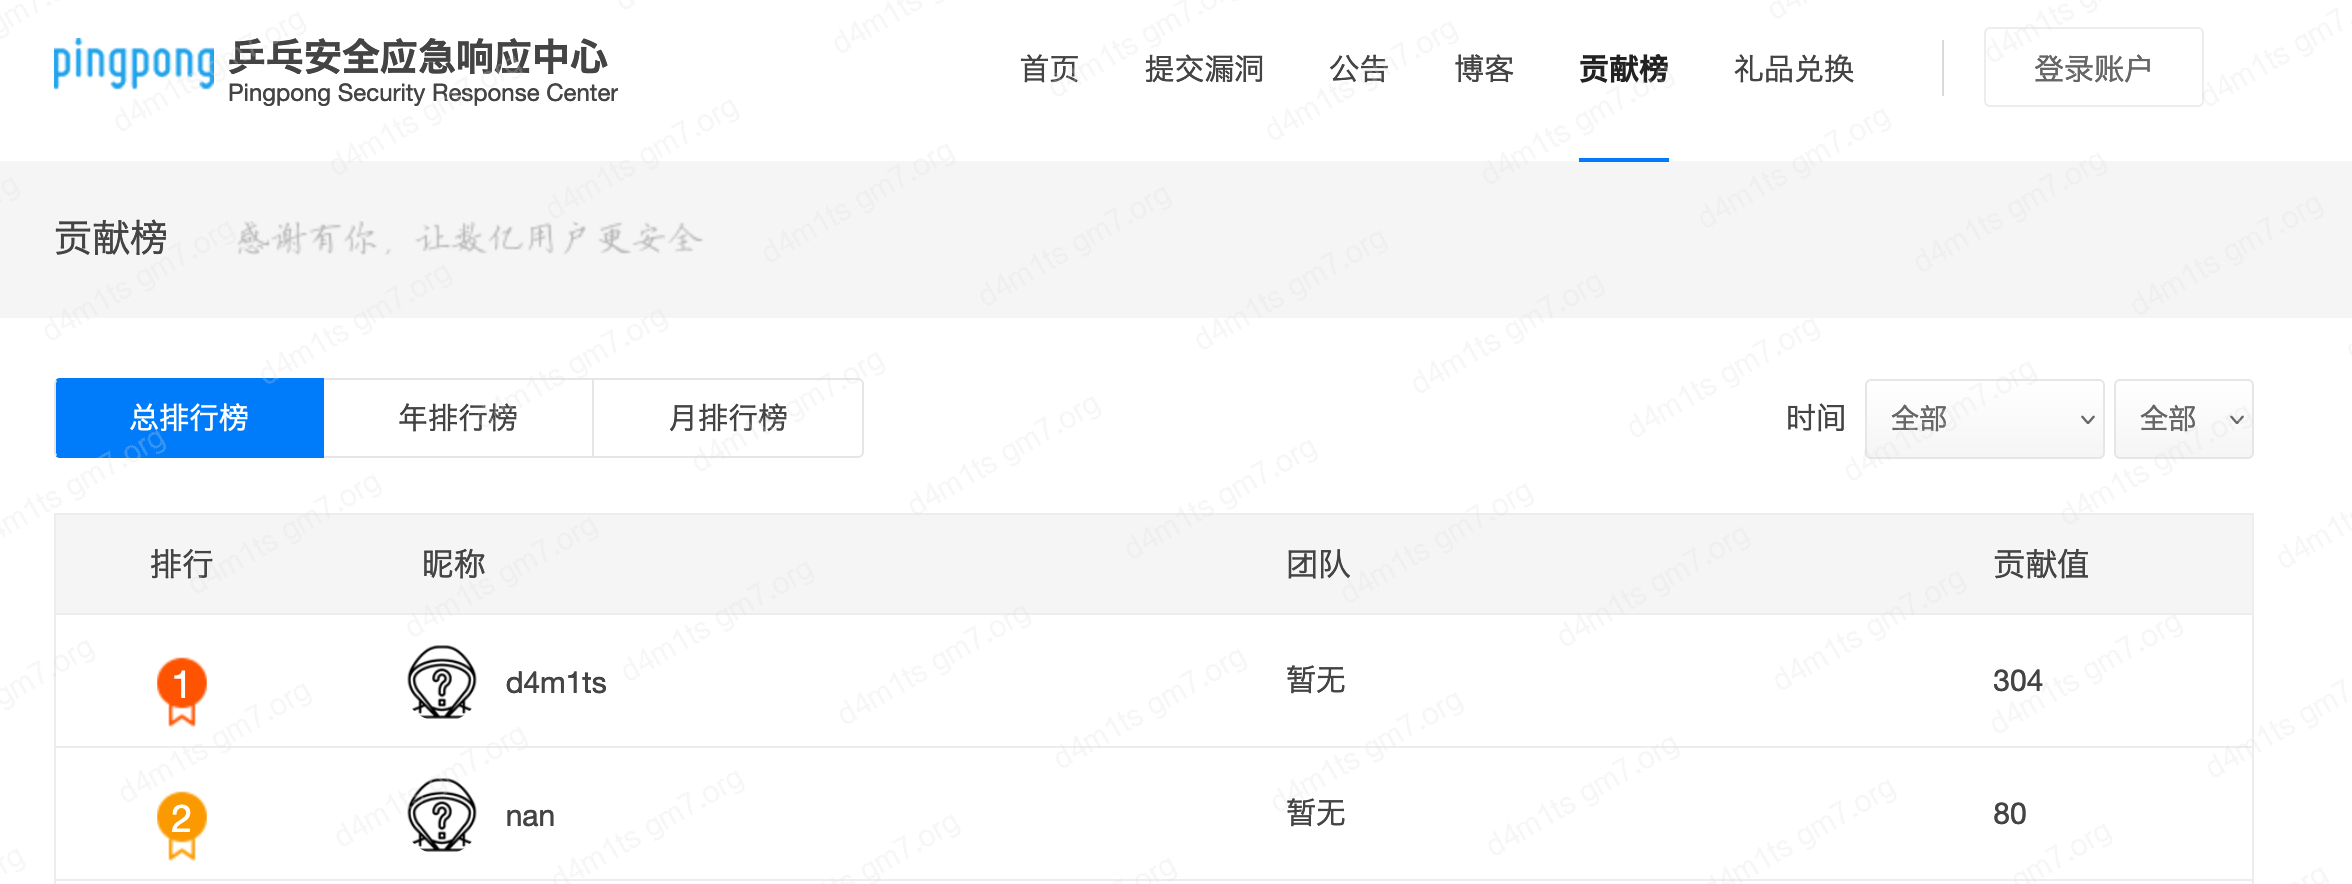 pingpong 乒乓安全应急响应中心
Pingpong Security Response Center
首页 提交漏洞 公告 博客 贡献榜 礼品兑换 登录账户
贡献榜 感谢有你，让数亿用户更安全
总排行榜 年排行榜 月排行榜 时间 全部 全部
排行 昵称 团队 贡献值
1 d4m1ts 暂无 304
2 nan 暂无 80
d4m1ts gm7.org